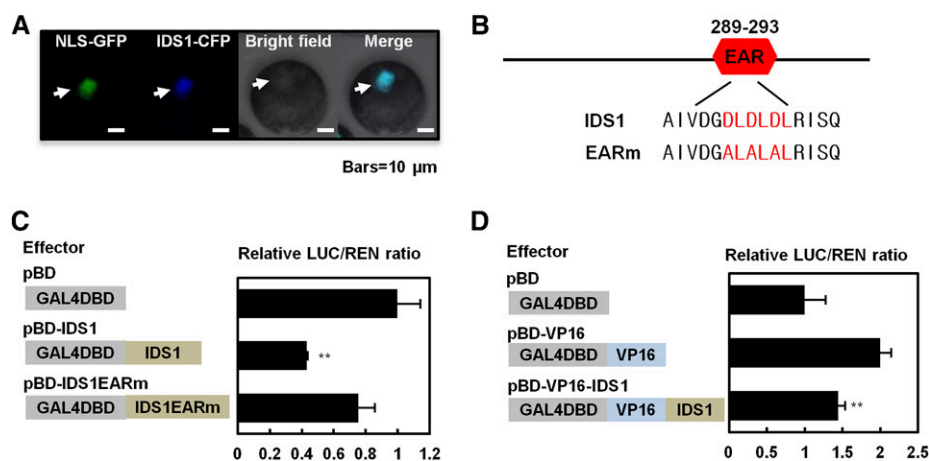 A
NLS-GFP IDS1-CFP Bright field Merge
Bars=10 µm
B
289-293
EAR
IDS1 AIVDGDLDLDLRISQ
EARm AIVDGALALALRISQ
C
Effector
Relative LUC/REN ratio
pBD
GAL4DBD
pBD-IDS1
GAL4DBD IDS1
**
pBD-IDS1EARm
GAL4DBD IDS1EARm
0 0.2 0.4 0.6 0.8 1 1.2
D
Effector
Relative LUC/REN ratio
pBD
GAL4DBD
pBD-VP16
GAL4DBD VP16
pBD-VP16-IDS1
GAL4DBD VP16 IDS1
**
0 0.5 1 1.5 2 2.5